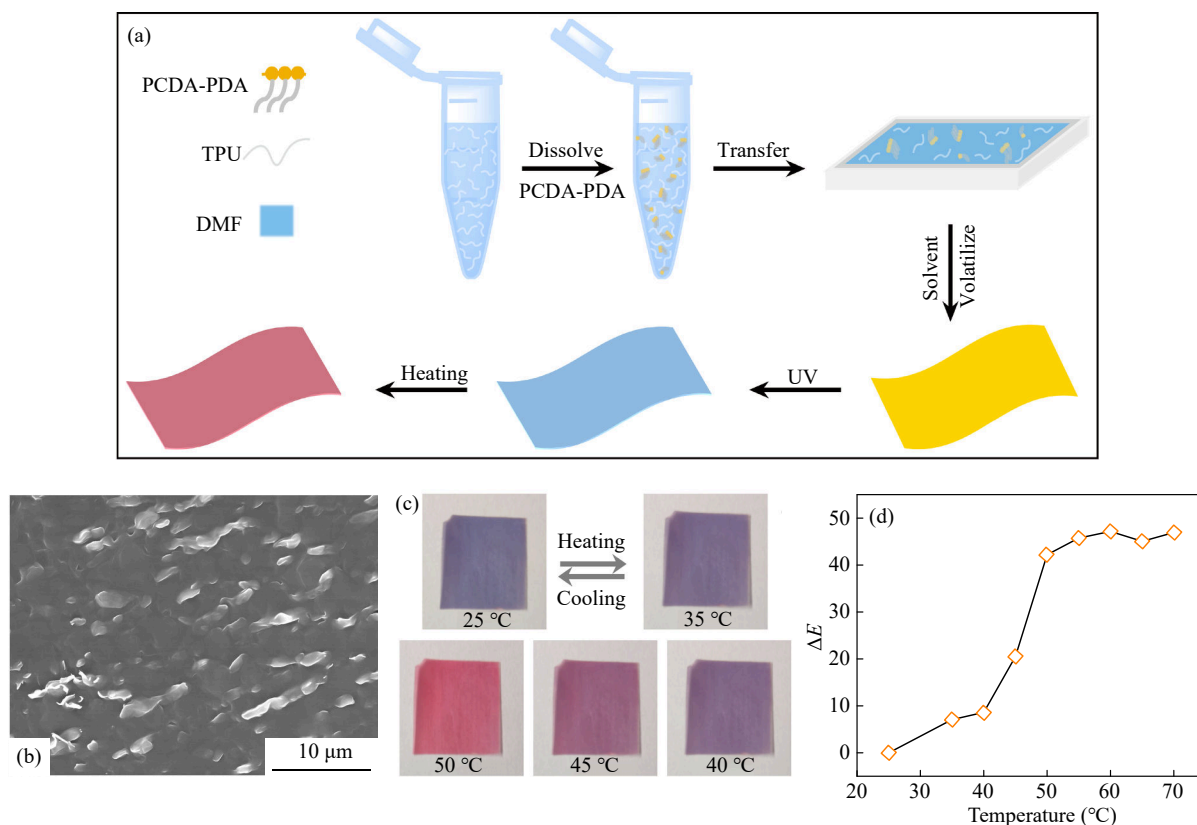 (a)
PCDA-PDA
TPU
DMF
Dissolve
PCDA-PDA
Transfer
Solvent
Volatilize
UV
Heating
(b)
10 μm
(c)
25 ℃
Heating
Cooling
35 ℃
50 ℃
45 ℃
40 ℃
(d)
ΔE
50
40
30
20
10
0
20
30
40
50
60
70
Temperature (℃)